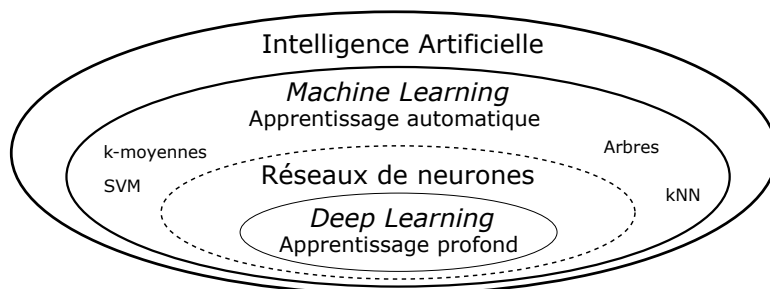 Intelligence Artificielle
Machine Learning
Apprentissage automatique
k-moyennes
Arbres
SVM
Réseaux de neurones
kNN
Deep Learning
Apprentissage profond